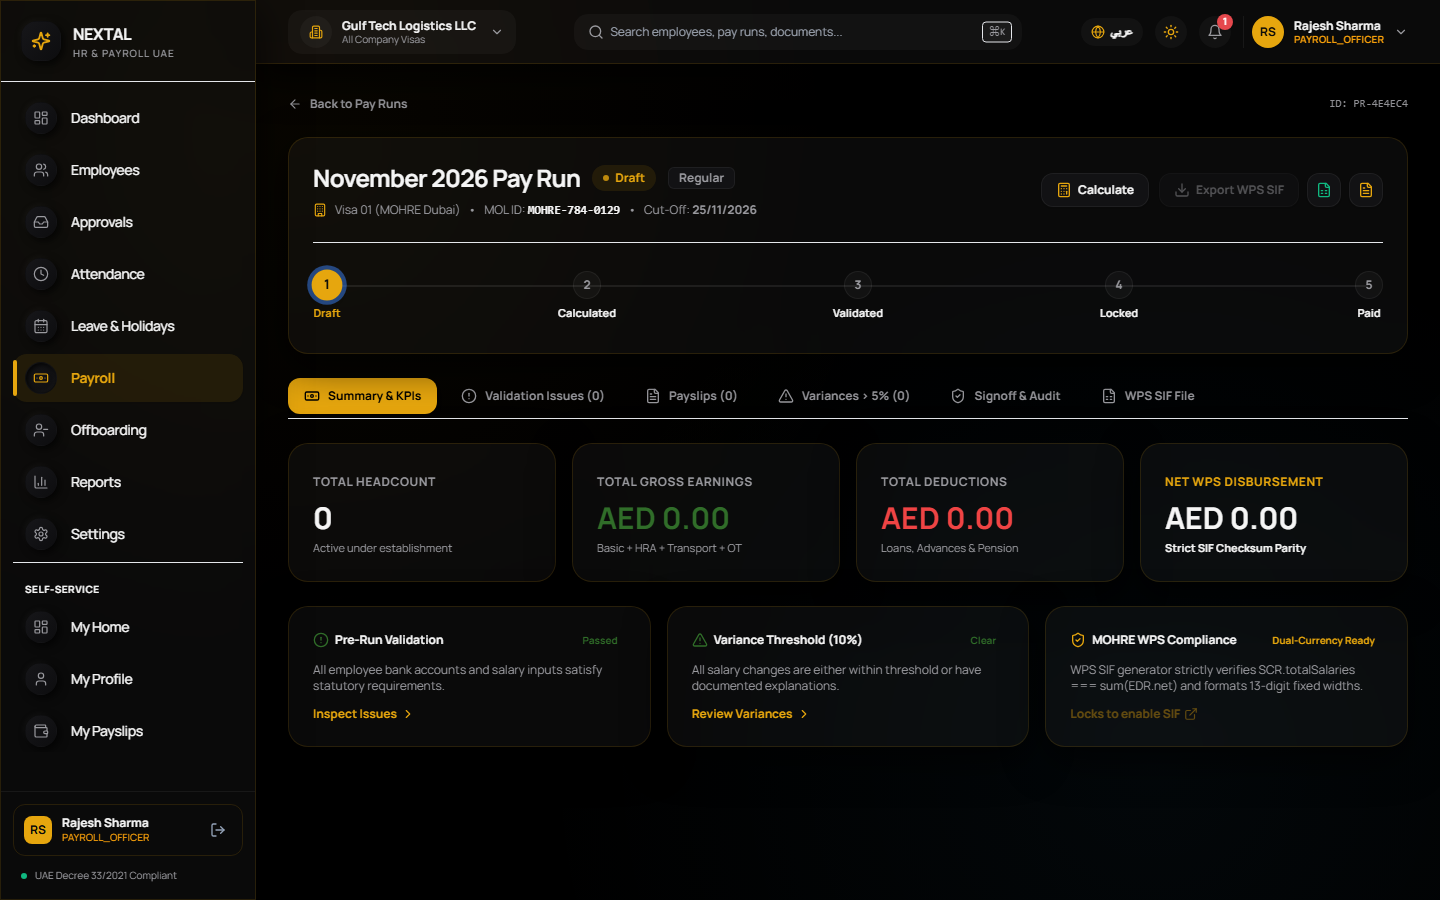 NEXTAL
HR & PAYROLL UAE
Gulf Tech Logistics LLC
All Company Visas
Search employees, pay runs, documents...
⌘K
عربي
1
RS
Rajesh Sharma
PAYROLL_OFFICER
Dashboard
Employees
Approvals
Attendance
Leave & Holidays
Payroll
Offboarding
Reports
Settings
SELF-SERVICE
My Home
My Profile
My Payslips
RS
Rajesh Sharma
PAYROLL_OFFICER
UAE Decree 33/2021 Compliant
Back to Pay Runs
ID: PR-4E4EC4
November 2026 Pay Run
Draft
Regular
Visa 01 (MOHRE Dubai) • MOL ID: MOHRE-784-0129 • Cut-Off: 25/11/2026
Calculate
Export WPS SIF
1
2
3
4
5
Draft
Calculated
Validated
Locked
Paid
Summary & KPIs
Validation Issues (0)
Payslips (0)
Variances > 5% (0)
Signoff & Audit
WPS SIF File
TOTAL HEADCOUNT
0
Active under establishment
TOTAL GROSS EARNINGS
AED 0.00
Basic + HRA + Transport + OT
TOTAL DEDUCTIONS
AED 0.00
Loans, Advances & Pension
NET WPS DISBURSEMENT
AED 0.00
Strict SIF Checksum Parity
Pre-Run Validation
Passed
All employee bank accounts and salary inputs satisfy
statutory requirements.
Inspect Issues
Variance Threshold (10%)
Clear
All salary changes are either within threshold or have
documented explanations.
Review Variances
MOHRE WPS Compliance
Dual-Currency Ready
WPS SIF generator strictly verifies SCR.totalSalaries
=== sum(EDR.net) and formats 13-digit fixed widths.
Locks to enable SIF